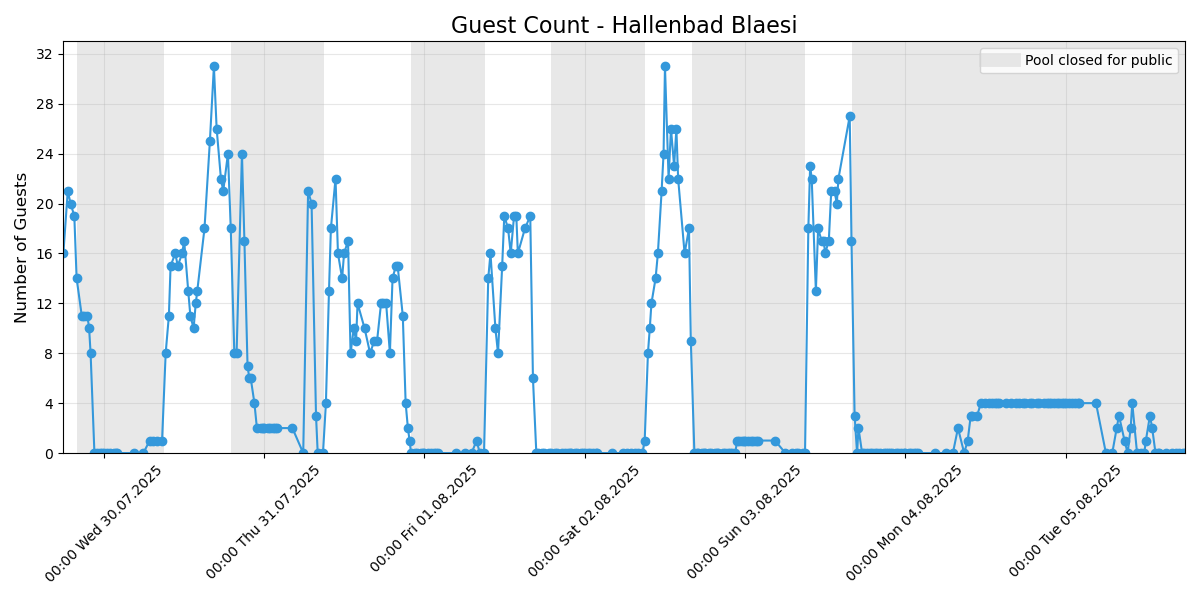 Guest Count - Hallenbad Blaesi
Pool closed for public
Number of Guests
32
28
24
20
16
12
8
4
0
00:00 Wed 30.07.2025
00:00 Thu 31.07.2025
00:00 Fri 01.08.2025
00:00 Sat 02.08.2025
00:00 Sun 03.08.2025
00:00 Mon 04.08.2025
00:00 Tue 05.08.2025